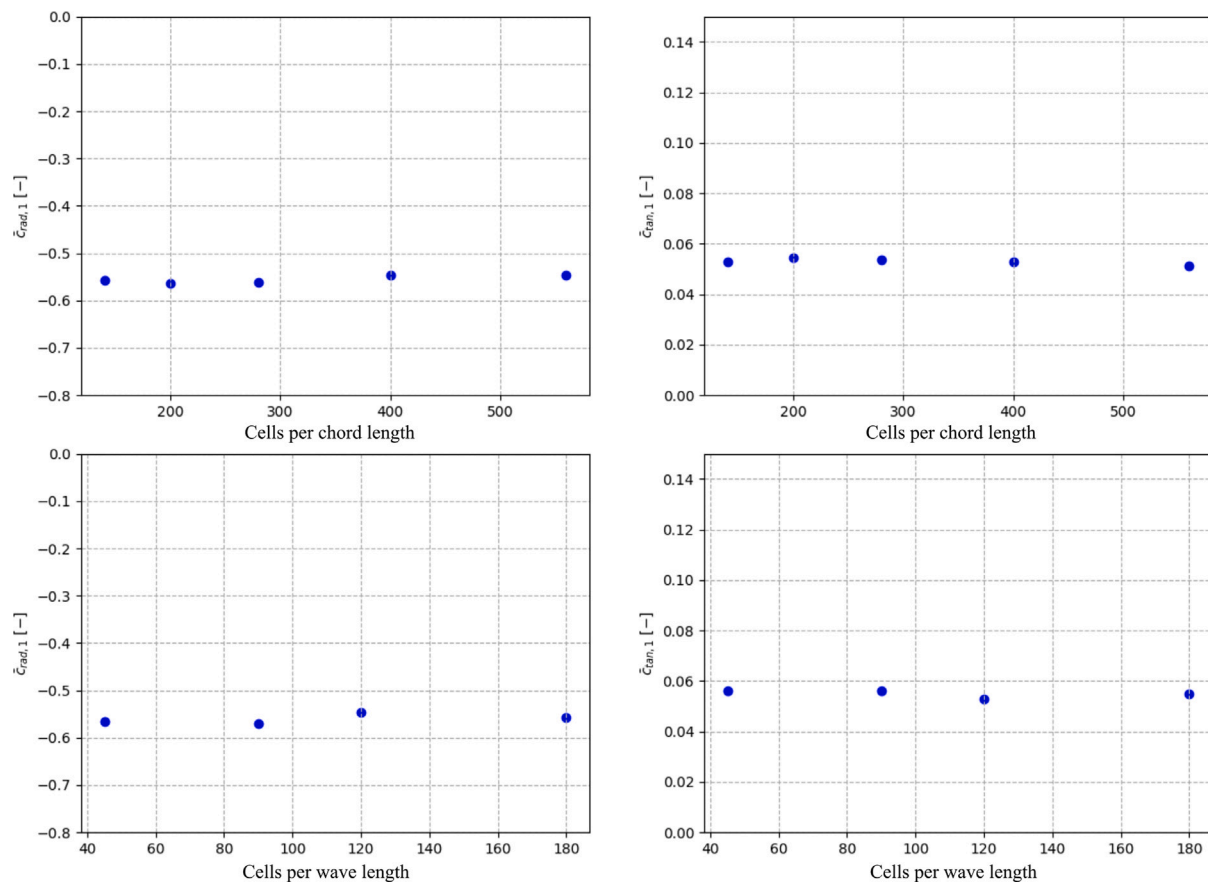 0.0
−0.1
−0.2
−0.3
−0.4
−0.5
−0.6
−0.7
−0.8
c̄rad,1 [−]
200 300 400 500
Cells per chord length
0.14
0.12
0.10
0.08
0.06
0.04
0.02
0.00
c̄tan,1 [−]
200 300 400 500
Cells per chord length
0.0
−0.1
−0.2
−0.3
−0.4
−0.5
−0.6
−0.7
−0.8
c̄rad,1 [−]
40 60 80 100 120 140 160 180
Cells per wave length
0.14
0.12
0.10
0.08
0.06
0.04
0.02
0.00
c̄tan,1 [−]
40 60 80 100 120 140 160 180
Cells per wave length